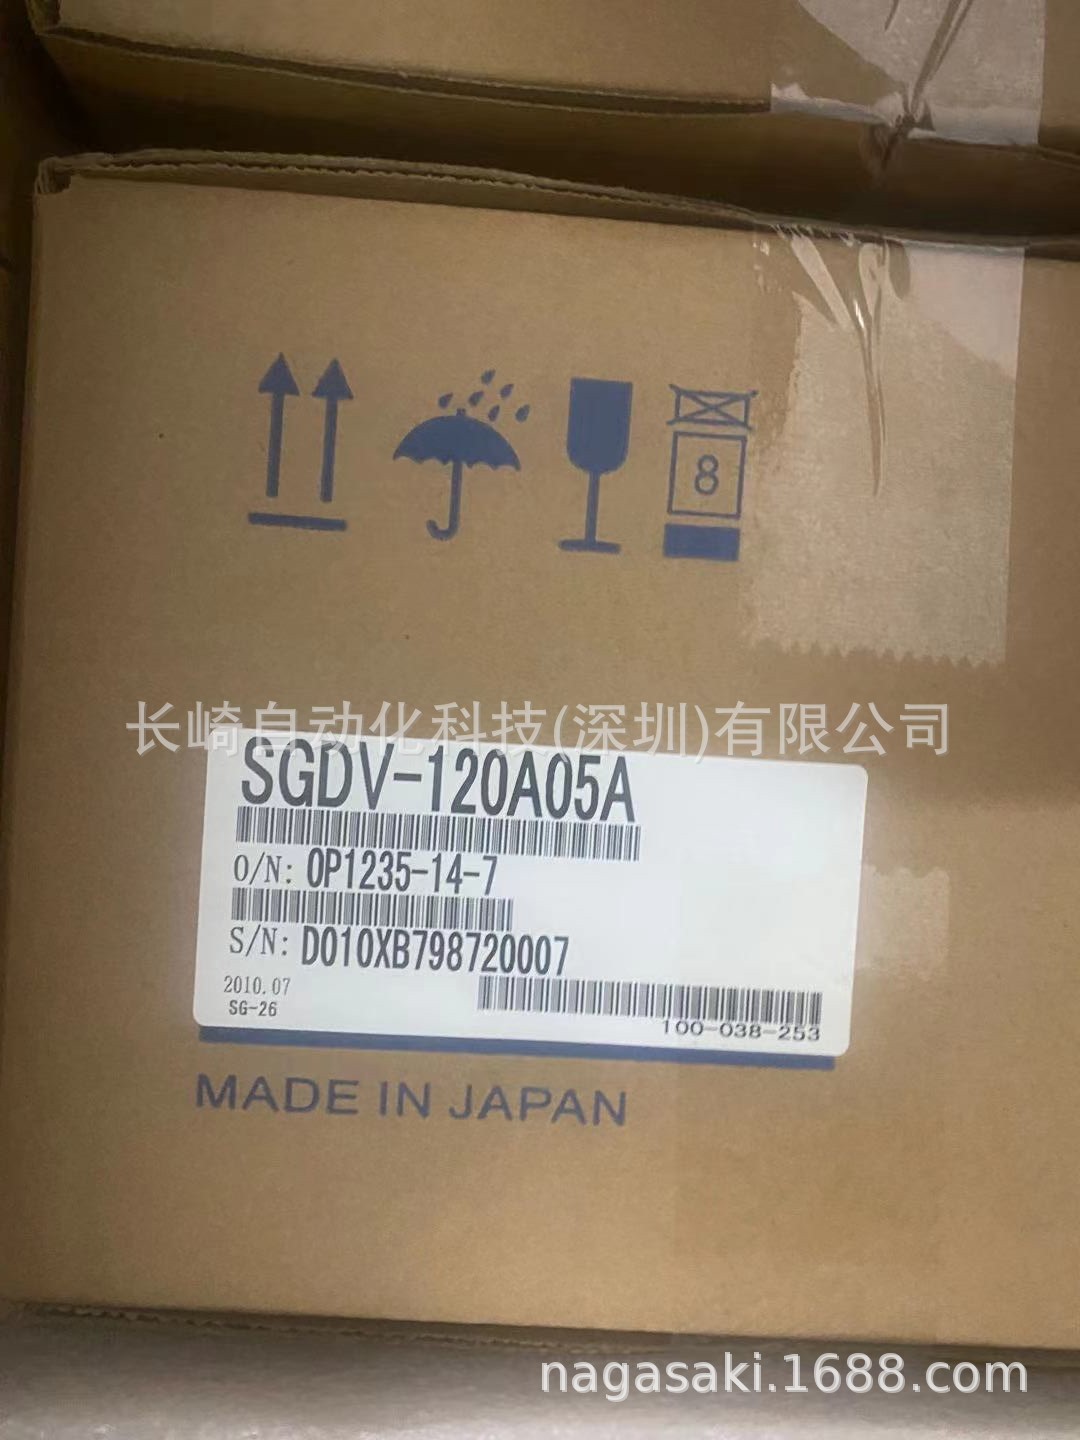 8
长崎自动化科技(深圳)有限公司
SGDV-120A05A
O/N: OP1235-14-7
S/N: D010XB798720007
2010.07
SG-26
100-038-253
MADE IN JAPAN
nagasaki.1688.com